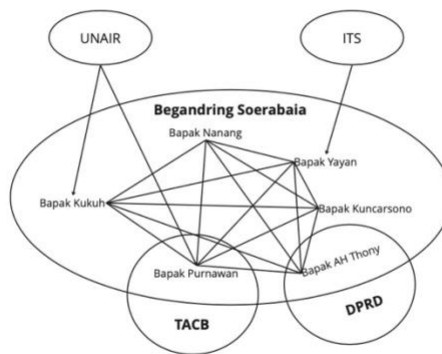 UNAIR
ITS
Begandring Soerabaia
Bapak Nanang
Bapak Yayan
Bapak Kukuh
Bapak Kuncarsono
Bapak Purnawan
Bapak AH Thony
TACB
DPRD